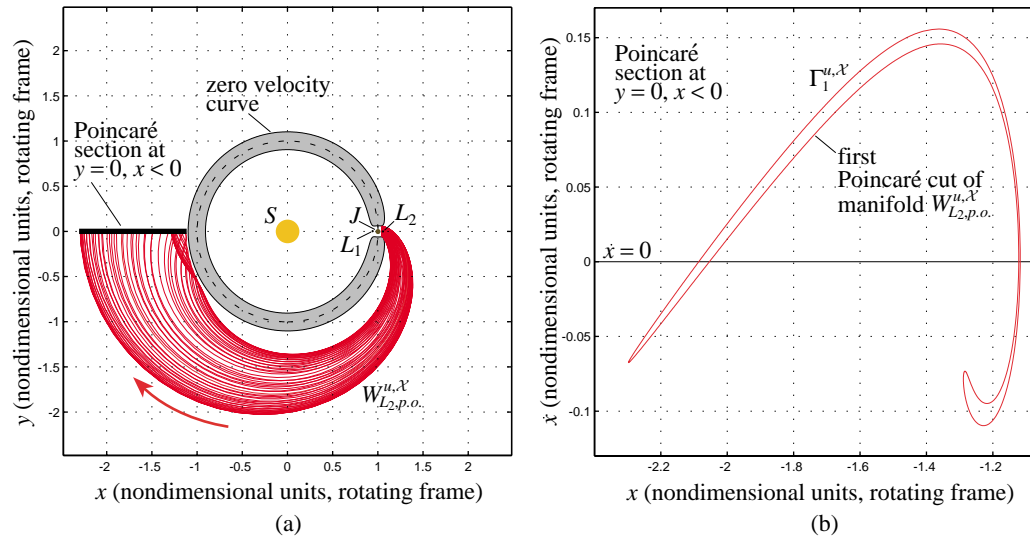 2
1.5
1
0.5
0
-0.5
-1
-1.5
-2
y (nondimensional units, rotating frame)
zero velocity
curve
Poincaré
section at
y = 0, x < 0
S
J
L₂
L₁
W^{u,𝒳}_{L₂,p.o.}
-2 -1.5 -1 -0.5 0 0.5 1 1.5 2
x (nondimensional units, rotating frame)
(a)
0.15
0.1
0.05
0
-0.05
-0.1
ẋ (nondimensional units, rotating frame)
Poincaré
section at
y = 0, x < 0
Γ₁^{u,𝒳}
first
Poincaré cut of
manifold W^{u,𝒳}_{L₂,p.o.}
ẋ = 0
-2.2 -2 -1.8 -1.6 -1.4 -1.2
x (nondimensional units, rotating frame)
(b)